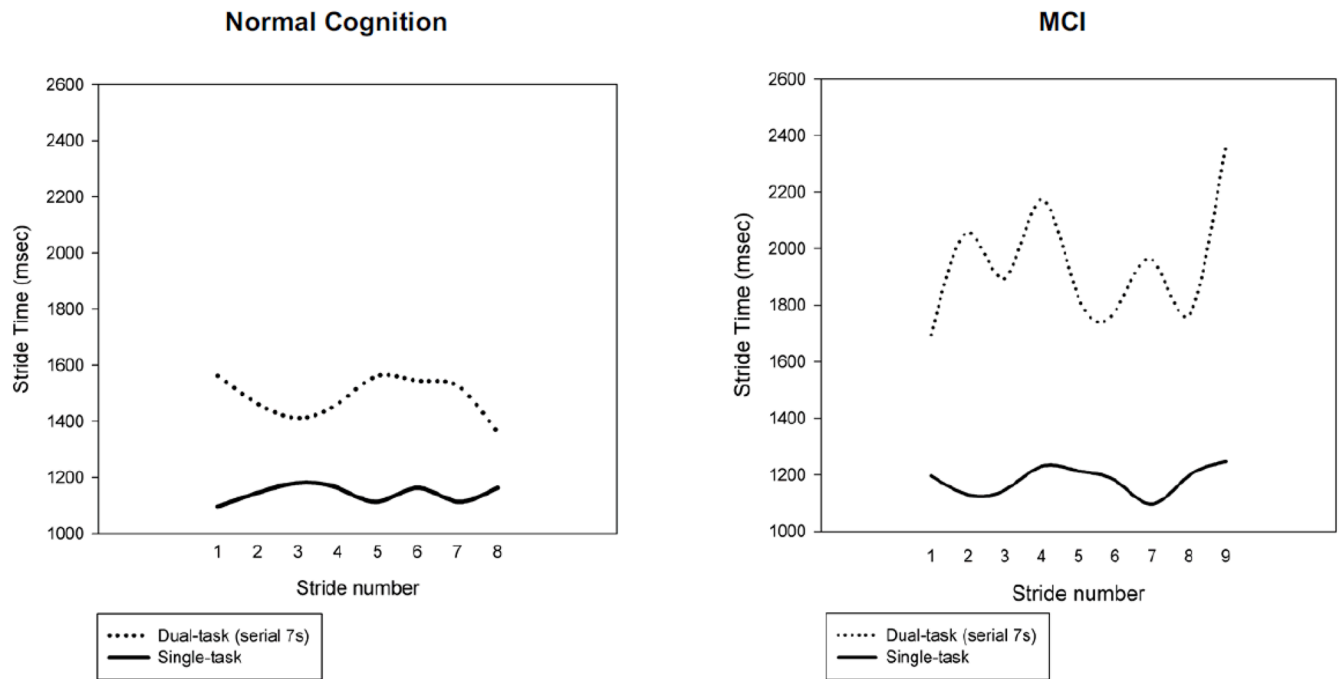 Normal Cognition
2600
2400
2200
2000
1800
1600
1400
1200
1000
Stride Time (msec)
1 2 3 4 5 6 7 8
Stride number
Dual-task (serial 7s)
Single-task
MCI
2600
2400
2200
2000
1800
1600
1400
1200
1000
Stride Time (msec)
1 2 3 4 5 6 7 8 9
Stride number
Dual-task (serial 7s)
Single-task